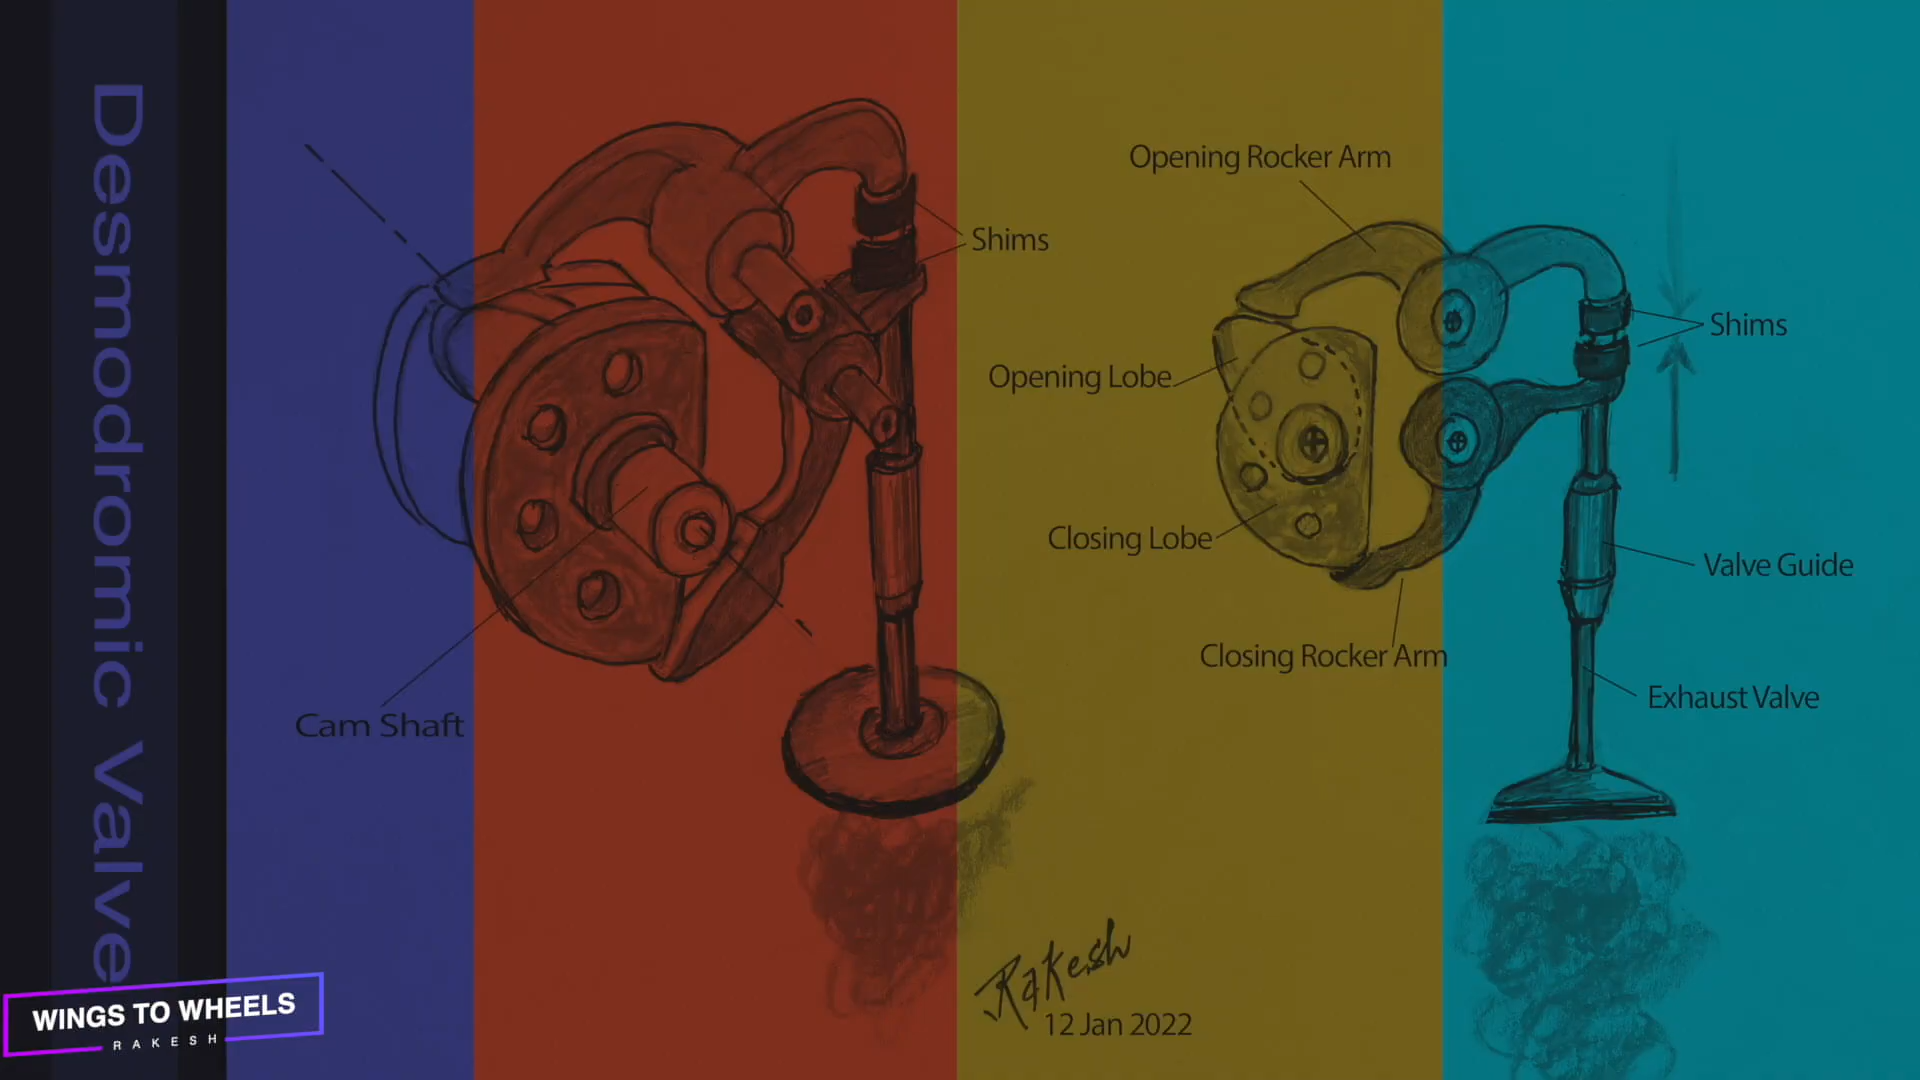 Desmodromic Valve
Shims
Cam Shaft
Opening Rocker Arm
Shims
Opening Lobe
Closing Lobe
Valve Guide
Closing Rocker Arm
Exhaust Valve
Rakesh
12 Jan 2022
WINGS TO WHEELS
RAKESH